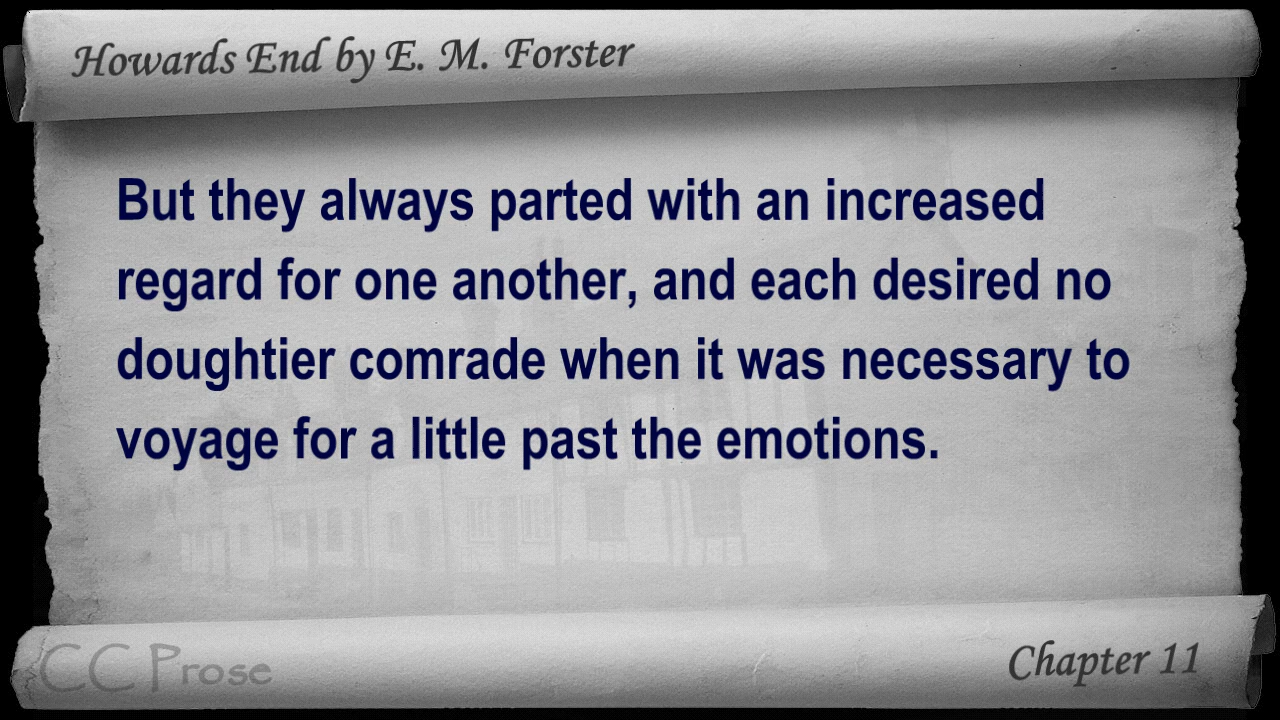 Howards End by E. M. Forster
But they always parted with an increased
regard for one another, and each desired no
doughtier comrade when it was necessary to
voyage for a little past the emotions.
CC Prose
Chapter 11